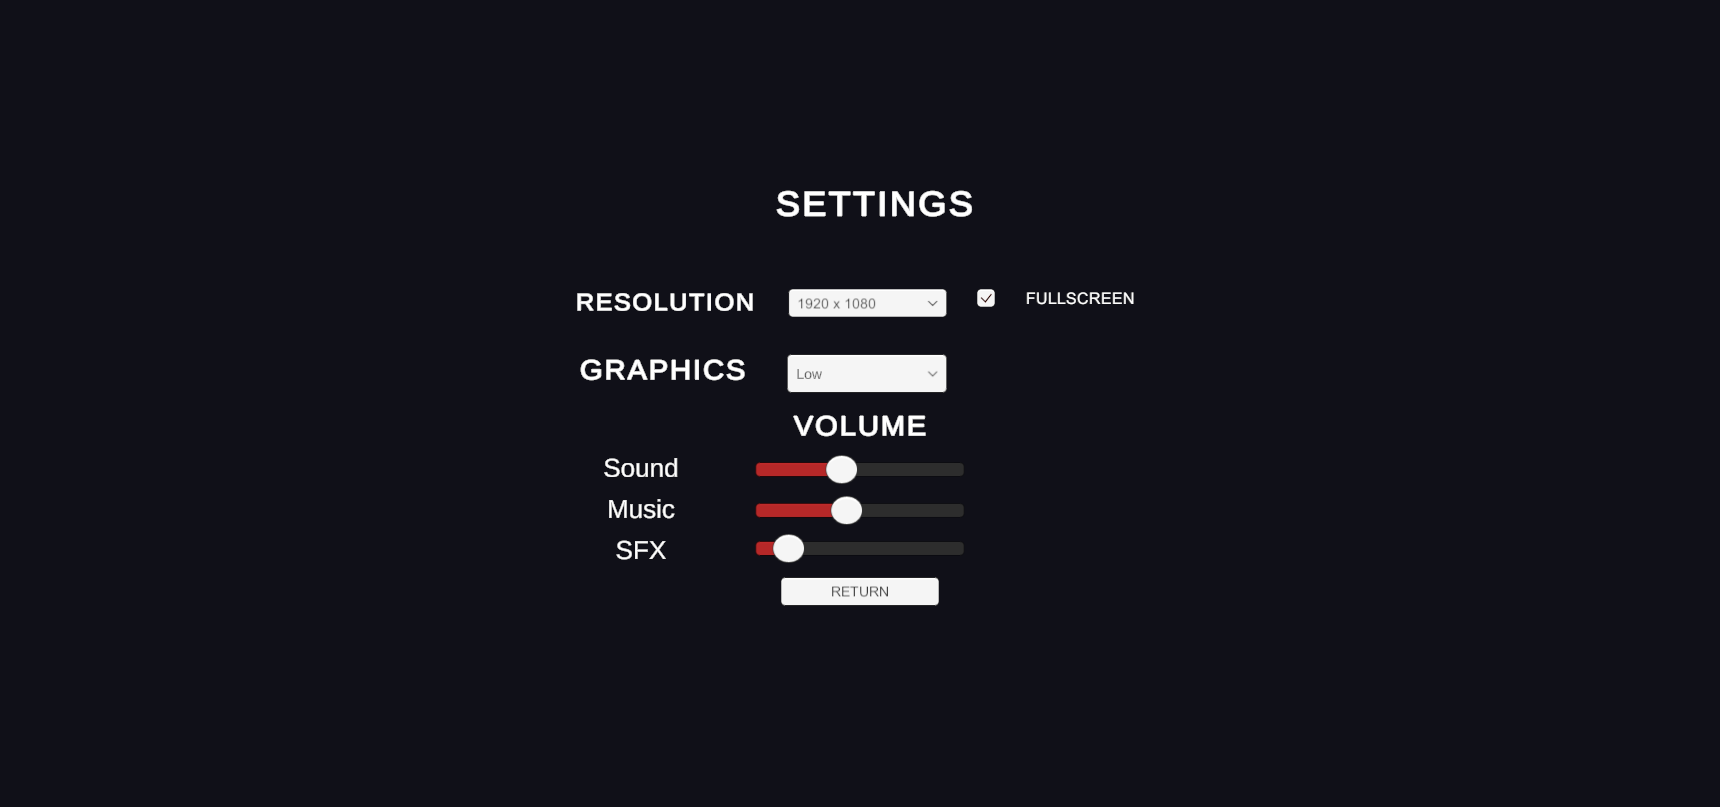 SETTINGS
RESOLUTION 1920 x 1080 FULLSCREEN
GRAPHICS Low
VOLUME
Sound
Music
SFX
RETURN